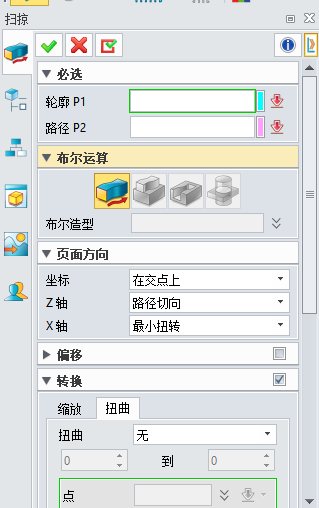 扫掠
必选
轮廓 P1
路径 P2
布尔运算
布尔造型
页面方向
坐标 在交点上
Z 轴 路径切向
X 轴 最小扭转
偏移
转换
缩放 扭曲
扭曲 无
0 到 0
点